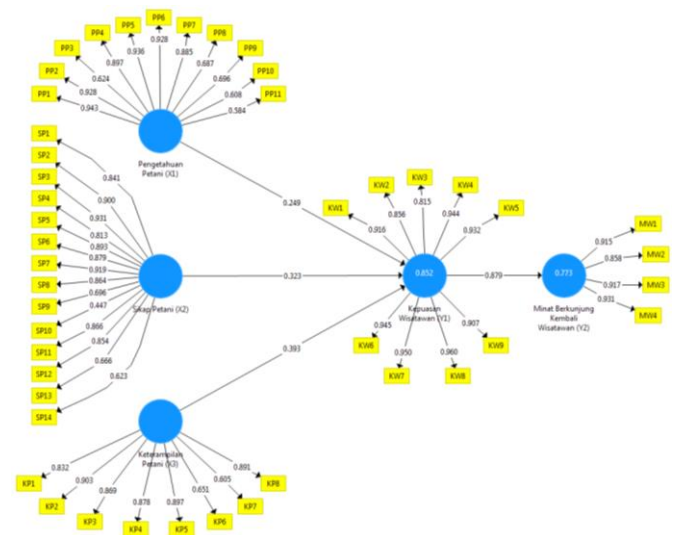 PP6
PP5
PP7
PP4
PP8
PP3
PP9
PP2
PP10
PP1
PP11
0.928
0.936
0.885
0.897
0.687
0.624
0.696
0.928
0.608
0.943
0.584
Pengetahuan
Petani (X1)
SP1
SP2
SP3
SP4
SP5
SP6
SP7
SP8
SP9
SP10
SP11
SP12
SP13
SP14
0.841
0.900
0.931
0.813
0.893
0.879
0.919
0.864
0.696
0.447
0.866
0.854
0.666
0.623
Sikap Petani (X2)
0.249
0.323
0.393
KW3
KW2
KW4
KW1
KW5
0.815
0.856
0.944
0.916
0.932
0.852
Kepuasan
Wisatawan (Y1)
0.945
0.907
0.950
0.960
KW6
KW9
KW7
KW8
0.879
0.773
Minat Berkunjung
Kembali
Wisatawan (Y2)
MW1
MW2
MW3
MW4
0.915
0.858
0.917
0.931
Keterampilan
Petani (X3)
0.832
0.903
0.869
0.878
0.897
0.651
0.605
0.891
KP1
KP2
KP3
KP4
KP5
KP6
KP7
KP8